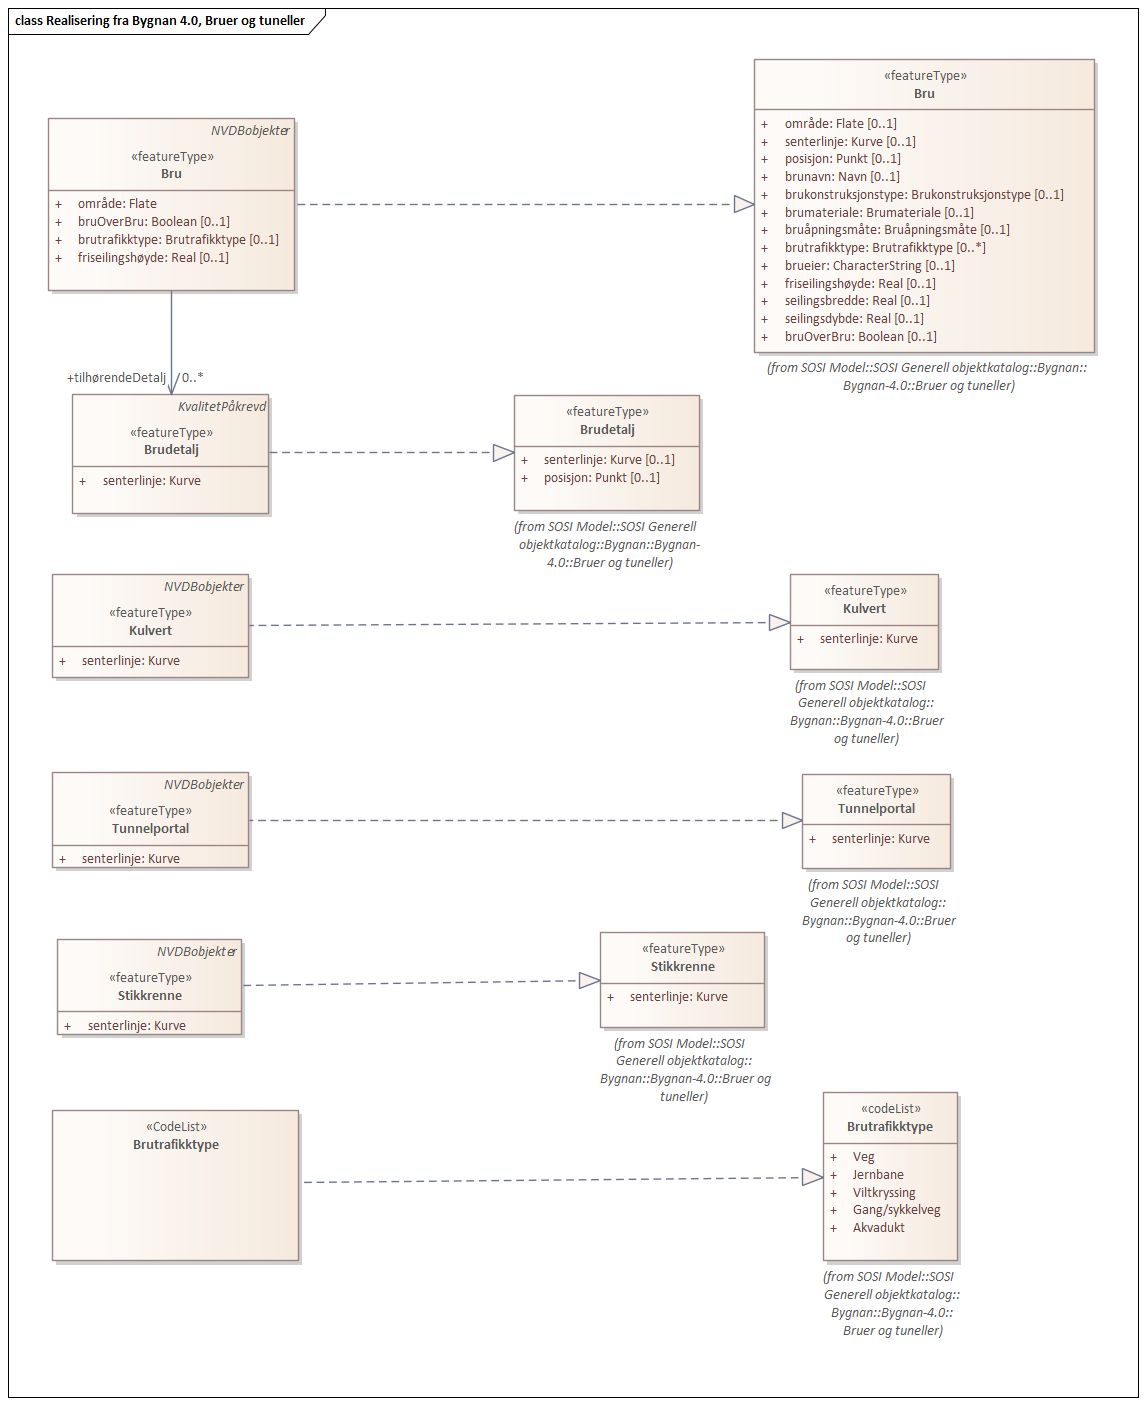 class Realisering fra Bygnan 4.0, Bruer og tuneller
NVDBobjekter
«featureType»
Bru
+ område: Flate
+ bruOverBru: Boolean [0..1]
+ brutrafikktype: Brutrafikktype [0..1]
+ friseilingshøyde: Real [0..1]
«featureType»
Bru
+ område: Flate [0..1]
+ senterlinje: Kurve [0..1]
+ posisjon: Punkt [0..1]
+ brunavn: Navn [0..1]
+ brukonstruksjonstype: Brukonstruksjonstype [0..1]
+ brumateriale: Brumateriale [0..1]
+ bruåpningsmåte: Bruåpningsmåte [0..1]
+ brutrafikktype: Brutrafikktype [0..*]
+ brueier: CharacterString [0..1]
+ friseilingshøyde: Real [0..1]
+ seilingsbredde: Real [0..1]
+ seilingsdybde: Real [0..1]
+ bruOverBru: Boolean [0..1]
(from SOSI Model::SOSI Generell objektkatalog::Bygnan::
Bygnan-4.0::Bruer og tuneller)
+tilhørendeDetalj 0..*
KvalitetPåkrevd
«featureType»
Brudetalj
+ senterlinje: Kurve
«featureType»
Brudetalj
+ senterlinje: Kurve [0..1]
+ posisjon: Punkt [0..1]
(from SOSI Model::SOSI Generell
objektkatalog::Bygnan::Bygnan-
4.0::Bruer og tuneller)
NVDBobjekter
«featureType»
Kulvert
+ senterlinje: Kurve
«featureType»
Kulvert
+ senterlinje: Kurve
(from SOSI Model::SOSI
Generell objektkatalog::
Bygnan::Bygnan-4.0::Bruer
og tuneller)
NVDBobjekter
«featureType»
Tunnelportal
+ senterlinje: Kurve
«featureType»
Tunnelportal
+ senterlinje: Kurve
(from SOSI Model::SOSI
Generell objektkatalog::
Bygnan::Bygnan-4.0::Bruer
og tuneller)
NVDBobjekter
«featureType»
Stikkrenne
+ senterlinje: Kurve
«featureType»
Stikkrenne
+ senterlinje: Kurve
(from SOSI Model::SOSI
Generell objektkatalog::
Bygnan::Bygnan-4.0::Bruer og
tuneller)
«CodeList»
Brutrafikktype
«codeList»
Brutrafikktype
+ Veg
+ Jernbane
+ Viltkryssing
+ Gang/sykkelveg
+ Akvadukt
(from SOSI Model::SOSI
Generell objektkatalog::
Bygnan::Bygnan-4.0::
Bruer og tuneller)